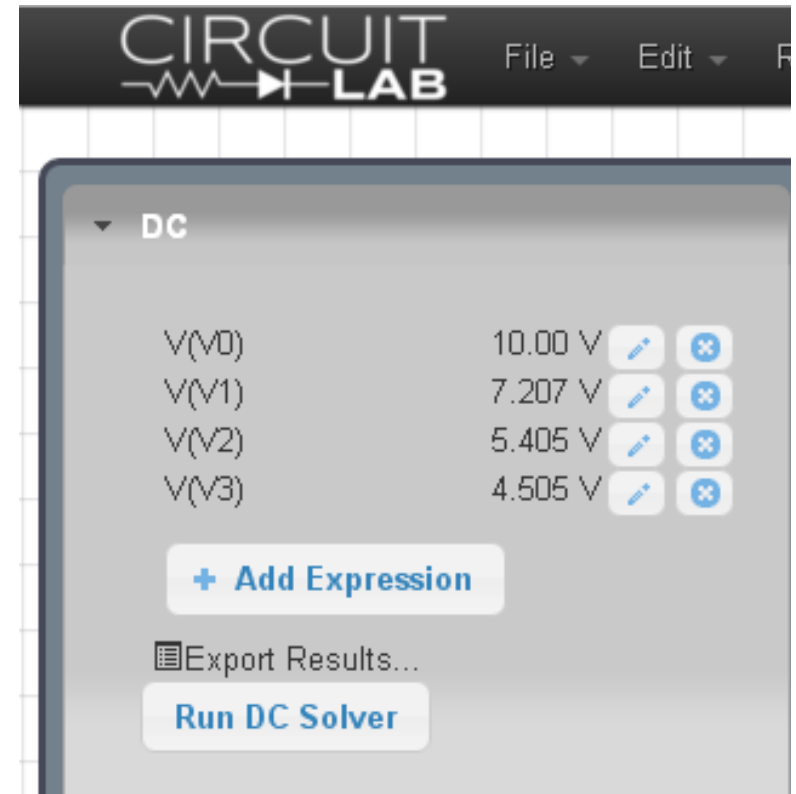 CIRCUIT
LAB
File Edit R
DC
V(V0) 10.00 V
V(V1) 7.207 V
V(V2) 5.405 V
V(V3) 4.505 V
+ Add Expression
Export Results...
Run DC Solver